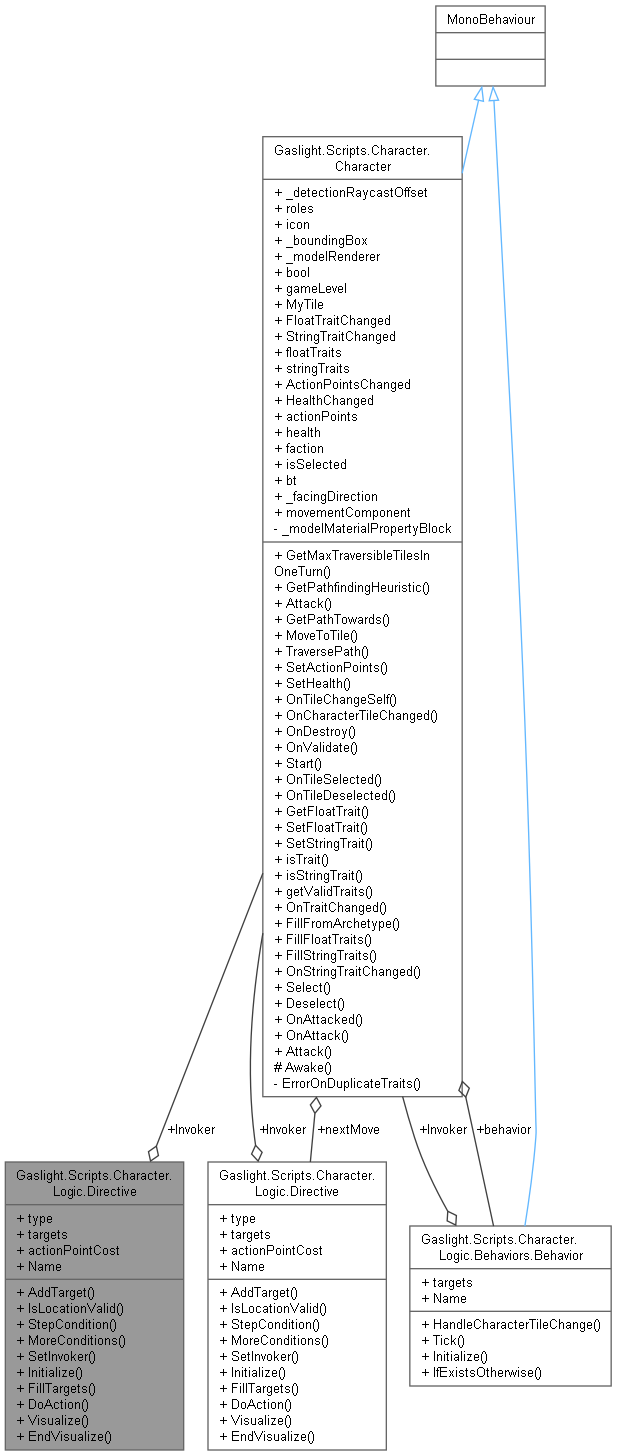 MonoBehaviour
Gaslight.Scripts.Character.
Character
+ _detectionRaycastOffset
+ roles
+ icon
+ _boundingBox
+ _modelRenderer
+ bool
+ gameLevel
+ MyTile
+ FloatTraitChanged
+ StringTraitChanged
+ floatTraits
+ stringTraits
+ ActionPointsChanged
+ HealthChanged
+ actionPoints
+ health
+ faction
+ isSelected
+ bt
+ _facingDirection
+ movementComponent
- _modelMaterialPropertyBlock
+ GetMaxTraversibleTilesIn
OneTurn()
+ GetPathfindingHeuristic()
+ Attack()
+ GetPathTowards()
+ MoveToTile()
+ TraversePath()
+ SetActionPoints()
+ SetHealth()
+ OnTileChangeSelf()
+ OnCharacterTileChanged()
+ OnDestroy()
+ OnValidate()
+ Start()
+ OnTileSelected()
+ OnTileDeselected()
+ GetFloatTrait()
+ SetFloatTrait()
+ SetStringTrait()
+ isTrait()
+ isStringTrait()
+ getValidTraits()
+ OnTraitChanged()
+ FillFromArchetype()
+ FillFloatTraits()
+ FillStringTraits()
+ OnStringTraitChanged()
+ Select()
+ Deselect()
+ OnAttacked()
+ OnAttack()
+ Attack()
# Awake()
- ErrorOnDuplicateTraits()
+Invoker
+Invoker
+nextMove
+Invoker
+behavior
Gaslight.Scripts.Character.
Logic.Directive
+ type
+ targets
+ actionPointCost
+ Name
+ AddTarget()
+ IsLocationValid()
+ StepCondition()
+ MoreConditions()
+ SetInvoker()
+ Initialize()
+ FillTargets()
+ DoAction()
+ Visualize()
+ EndVisualize()
Gaslight.Scripts.Character.
Logic.Directive
+ type
+ targets
+ actionPointCost
+ Name
+ AddTarget()
+ IsLocationValid()
+ StepCondition()
+ MoreConditions()
+ SetInvoker()
+ Initialize()
+ FillTargets()
+ DoAction()
+ Visualize()
+ EndVisualize()
Gaslight.Scripts.Character.
Logic.Behaviors.Behavior
+ targets
+ Name
+ HandleCharacterTileChange()
+ Tick()
+ Initialize()
+ IfExistsOtherwise()